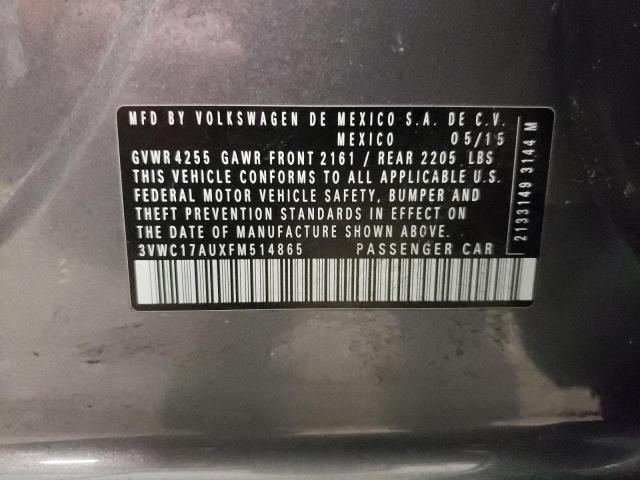 MFD BY VOLKSWAGEN DE MEXICO S.A. DE C.V.
MEXICO 05/15
GVWR 4255 GAWR FRONT 2161 / REAR 2205 LBS
THIS VEHICLE CONFORMS TO ALL APPLICABLE U.S.
FEDERAL MOTOR VEHICLE SAFETY, BUMPER AND
THEFT PREVENTION STANDARDS IN EFFECT ON
THE DATE OF MANUFACTURE SHOWN ABOVE.
3VWC17AUXFM514865 PASSENGER CAR
2133149 3144 M